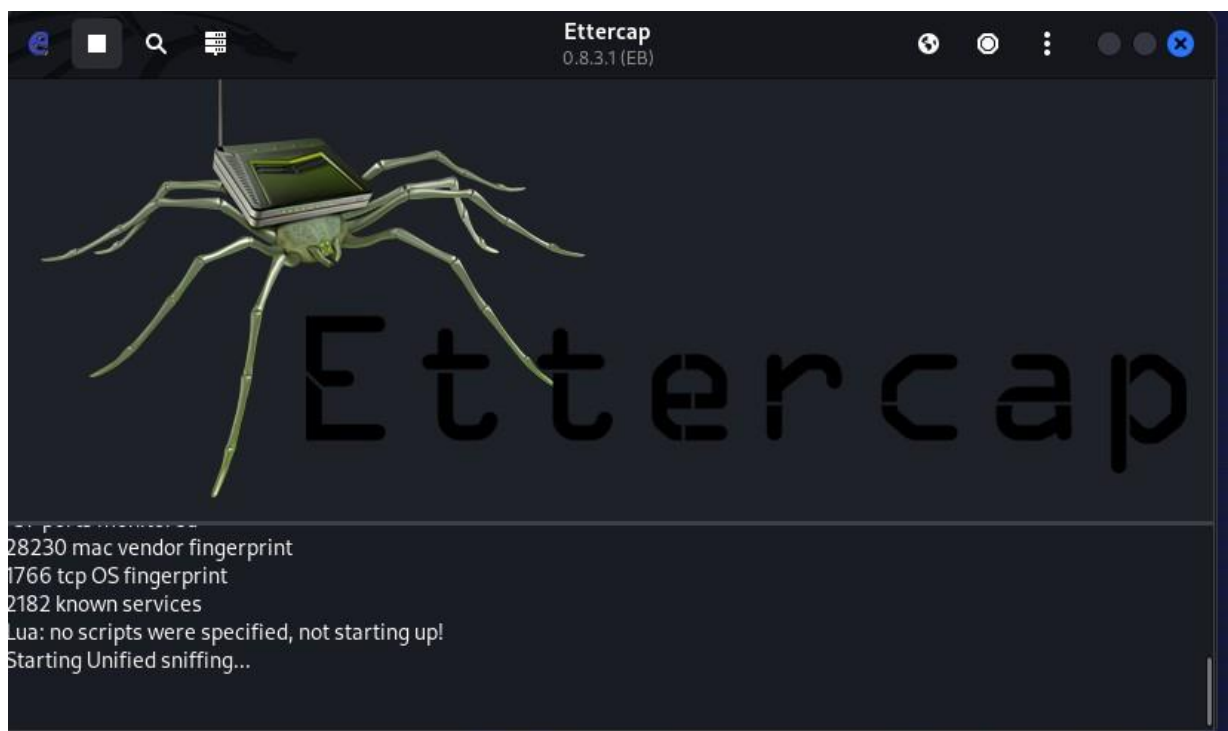 Ettercap
0.8.3.1 (EB)
Ettercap
28230 mac vendor fingerprint
1766 tcp OS fingerprint
2182 known services
Lua: no scripts were specified, not starting up!
Starting Unified sniffing...